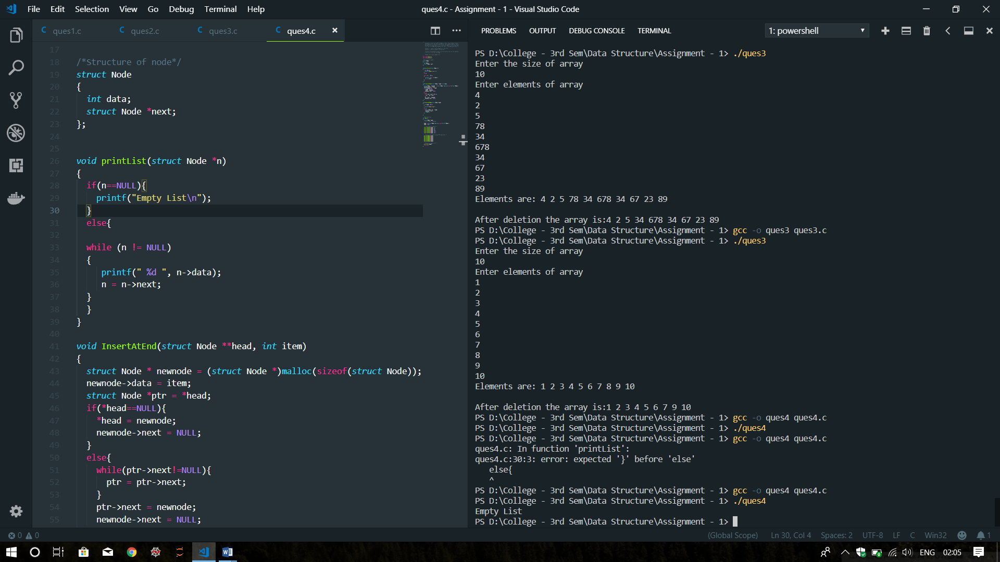 File Edit Selection View Go Debug Terminal Help
ques4.c - Assignment - 1 - Visual Studio Code
ques1.c ques2.c ques3.c ques4.c
17
18 /*Structure of node*/
19 struct Node
20 {
21 int data;
22 struct Node *next;
23 };
24
25
26 void printList(struct Node *n)
27 {
28 if(n==NULL){
29 printf("Empty List\n");
30 }
31 else{
32
33 while (n != NULL)
34 {
35 printf(" %d ", n->data);
36 n = n->next;
37 }
38 }
39 }
40
41 void InsertAtEnd(struct Node **head, int item)
42 {
43 struct Node * newnode = (struct Node *)malloc(sizeof(struct Node));
44 newnode->data = item;
45 struct Node *ptr = *head;
46 if(*head==NULL){
47 *head = newnode;
48 newnode->next = NULL;
49 }
50 else{
51 while(ptr->next!=NULL){
52 ptr = ptr->next;
53 }
54 ptr->next = newnode;
55 newnode->next = NULL;
PROBLEMS OUTPUT DEBUG CONSOLE TERMINAL
1: powershell
PS D:\College - 3rd Sem\Data Structure\Assignment - 1> ./ques3
Enter the size of array
10
Enter elements of array
4
2
5
78
34
678
34
67
23
89
Elements are: 4 2 5 78 34 678 34 67 23 89
After deletion the array is:4 2 5 34 678 34 67 23 89
PS D:\College - 3rd Sem\Data Structure\Assignment - 1> gcc -o ques3 ques3.c
PS D:\College - 3rd Sem\Data Structure\Assignment - 1> ./ques3
Enter the size of array
10
Enter elements of array
1
2
3
4
5
6
7
8
9
10
Elements are: 1 2 3 4 5 6 7 8 9 10
After deletion the array is:1 2 3 4 5 6 7 9 10
PS D:\College - 3rd Sem\Data Structure\Assignment - 1> gcc -o ques4 ques4.c
PS D:\College - 3rd Sem\Data Structure\Assignment - 1> ./ques4
PS D:\College - 3rd Sem\Data Structure\Assignment - 1> gcc -o ques4 ques4.c
ques4.c: In function 'printList':
ques4.c:30:3: error: expected '}' before 'else'
else{
^
PS D:\College - 3rd Sem\Data Structure\Assignment - 1> gcc -o ques4 ques4.c
PS D:\College - 3rd Sem\Data Structure\Assignment - 1> ./ques4
Empty List
PS D:\College - 3rd Sem\Data Structure\Assignment - 1>
0 0
(Global Scope) Ln 30, Col 4 Spaces: 2 UTF-8 LF C Win32 1
ENG 02:05